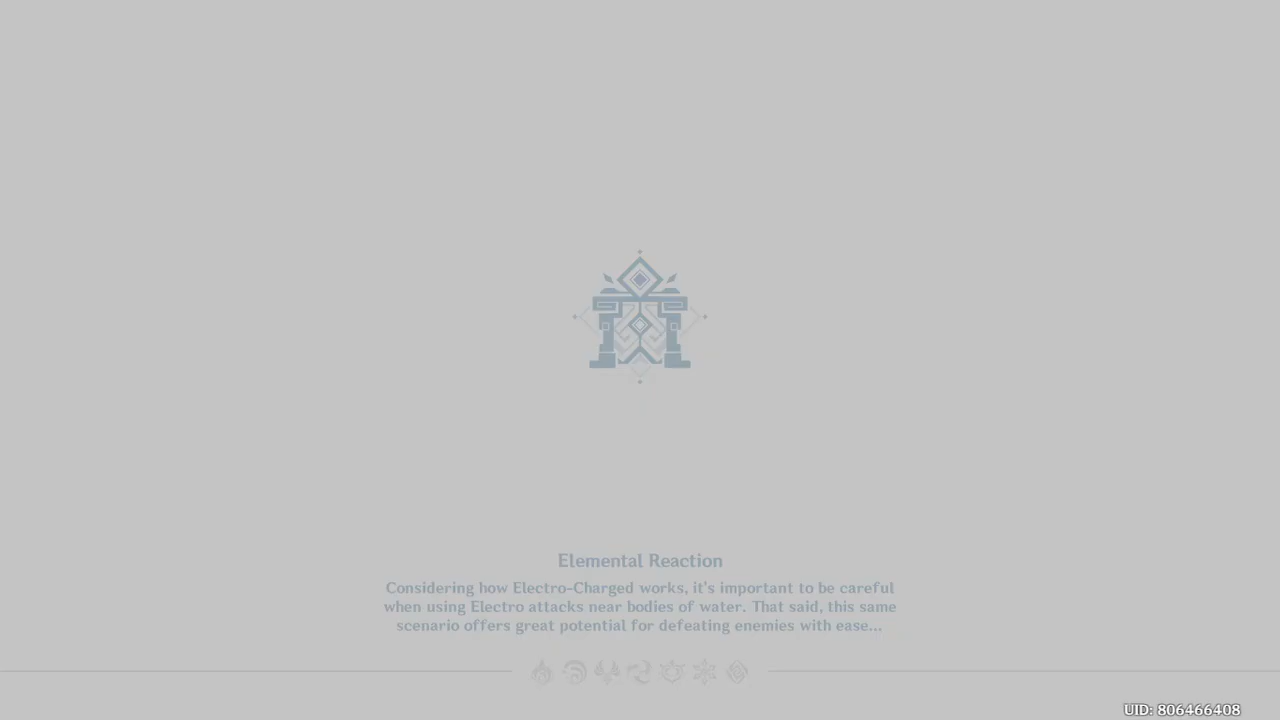 Elemental Reaction
Considering how Electro-Charged works, it's important to be careful
when using Electro attacks near bodies of water. That said, this same
scenario offers great potential for defeating enemies with ease...
UID: 806466408